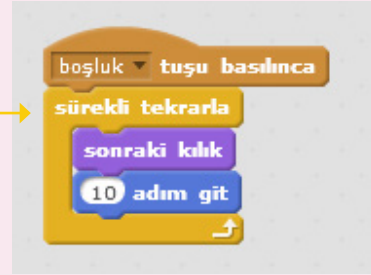 boşluk tuşu basılınca
sürekli tekrarla
sonraki kılık
10 adım git